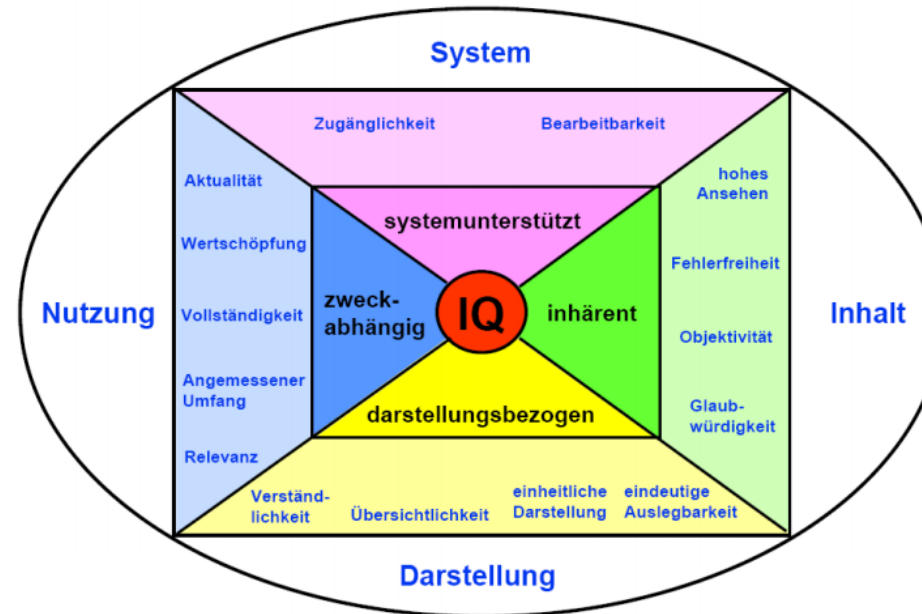 System
Zugänglichkeit
Bearbeitbarkeit
Aktualität
hohes
Ansehen
systemunterstützt
Wertschöpfung
Fehlerfreiheit
Nutzung
Vollständigkeit
zweck-
abhängig
IQ
inhärent
Objektivität
Inhalt
Angemessener
Umfang
darstellungsbezogen
Glaub-
würdigkeit
Relevanz
Verständ-
lichkeit
Übersichtlichkeit
einheitliche
Darstellung
eindeutige
Auslegbarkeit
Darstellung